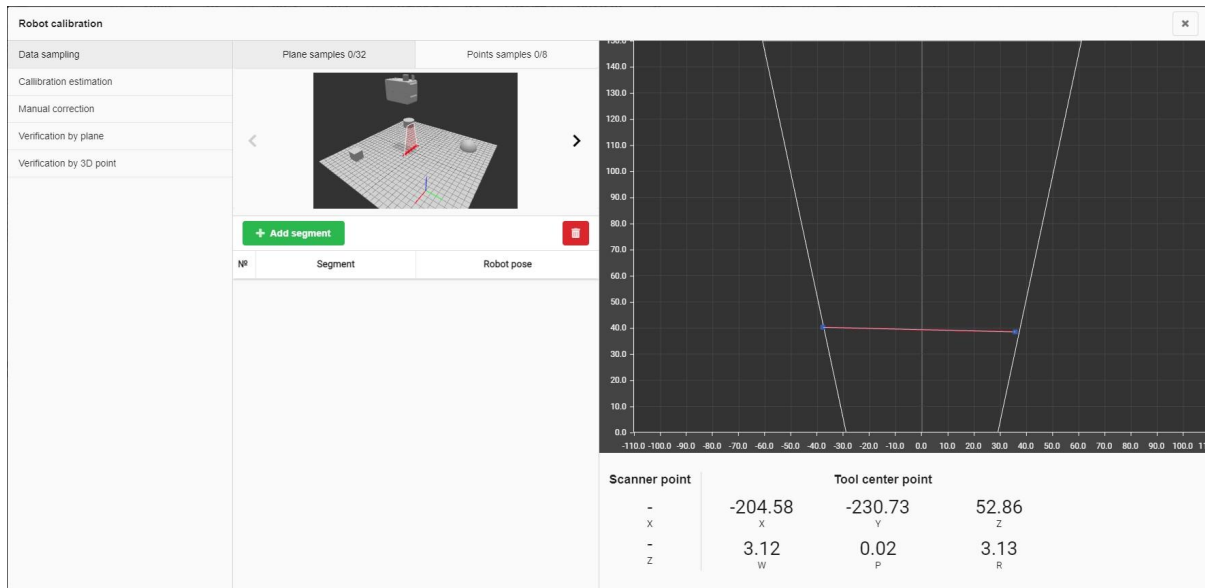 Robot calibration
Data sampling
Callibration estimation
Manual correction
Verification by plane
Verification by 3D point
Plane samples 0/32
Points samples 0/8
+ Add segment
Nº Segment Robot pose
150.0
140.0
130.0
120.0
110.0
100.0
90.0
80.0
70.0
60.0
50.0
40.0
30.0
20.0
10.0
0.0
-110.0 -100.0 -90.0 -80.0 -70.0 -60.0 -50.0 -40.0 -30.0 -20.0 -10.0 0.0 10.0 20.0 30.0 40.0 50.0 60.0 70.0 80.0 90.0 100.0
Scanner point
-
X
-
Z
Tool center point
-204.58 -230.73 52.86
X Y Z
3.12 0.02 3.13
W P R